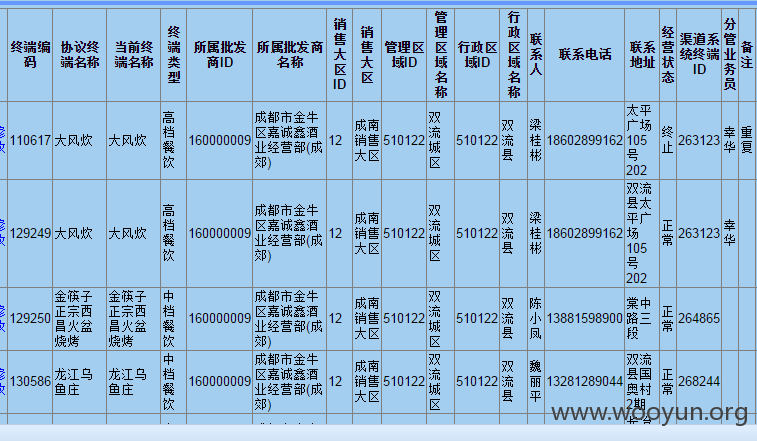 终端编码 协议终端名称 当前终端名称 终端类型 所属批发商ID 所属批发商名称 销售大区ID 销售大区 管理区域ID 管理区域名称 行政区域ID 行政区域名称 联系人 联系电话 联系地址 经营状态 渠道系统终端ID 分管业务员 备注
修改 110617 大风炊 大风炊 高档餐饮 160000009 成都市金牛区嘉诚鑫酒业经营部(成郊) 12 成南销售大区 510122 双流城区 510122 双流县 梁桂彬 18602899162 太平广场105号202 终止 263123 幸华 重复
修改 129249 大风炊 大风炊 高档餐饮 160000009 成都市金牛区嘉诚鑫酒业经营部(成郊) 12 成南销售大区 510122 双流城区 510122 双流县 梁桂彬 18602899162 双流县太平广场105号202 正常 263123 幸华
修改 129250 金筷子正宗西昌火盆烧烤 金筷子正宗西昌火盆烧烤 中档餐饮 160000009 成都市金牛区嘉诚鑫酒业经营部(成郊) 12 成南销售大区 510122 双流城区 510122 双流县 陈小凤 13881598900 棠中路三段 正常 264865
修改 130586 龙江乌鱼庄 龙江乌鱼庄 中档餐饮 160000009 成都市金牛区嘉诚鑫酒业经营部(成郊) 12 成南销售大区 510122 双流城区 510122 双流县 魏丽平 13281289044 双流县国奥村2期 正常 268244
www.wooyun.org